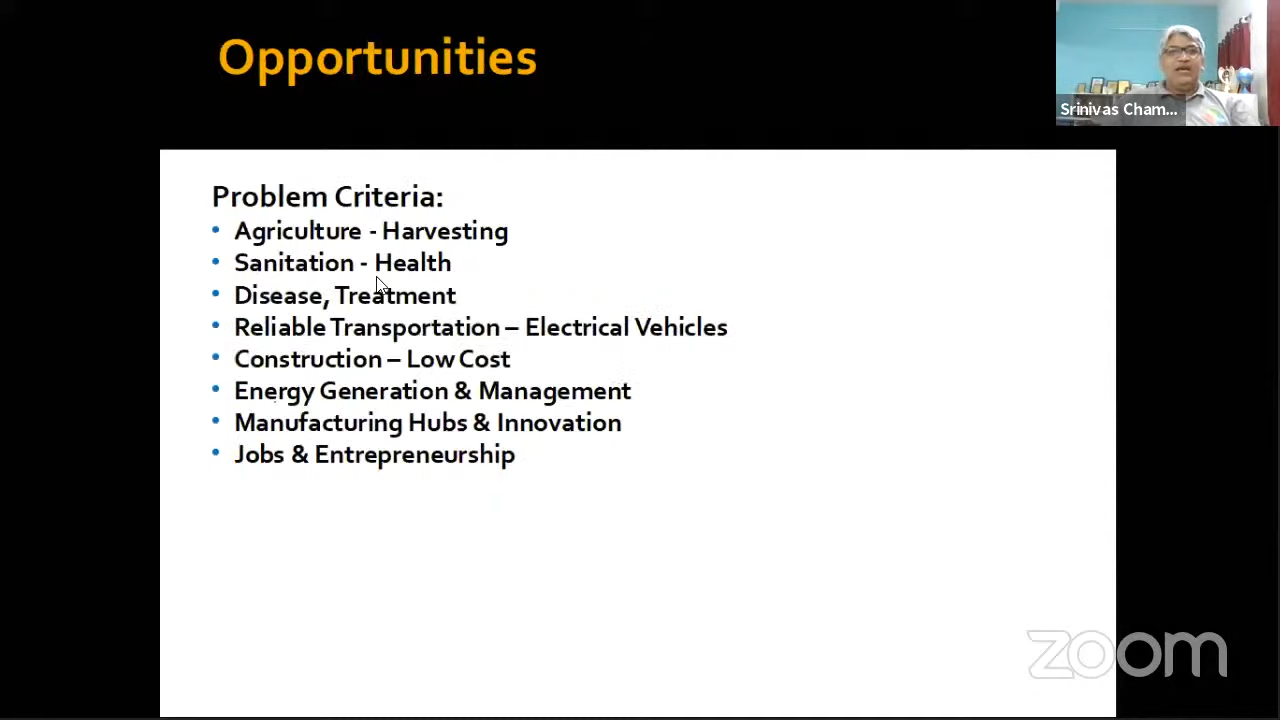 Opportunities
Srinivas Cham...
Problem Criteria:
• Agriculture - Harvesting
• Sanitation - Health
• Disease, Treatment
• Reliable Transportation – Electrical Vehicles
• Construction – Low Cost
• Energy Generation & Management
• Manufacturing Hubs & Innovation
• Jobs & Entrepreneurship
zoom